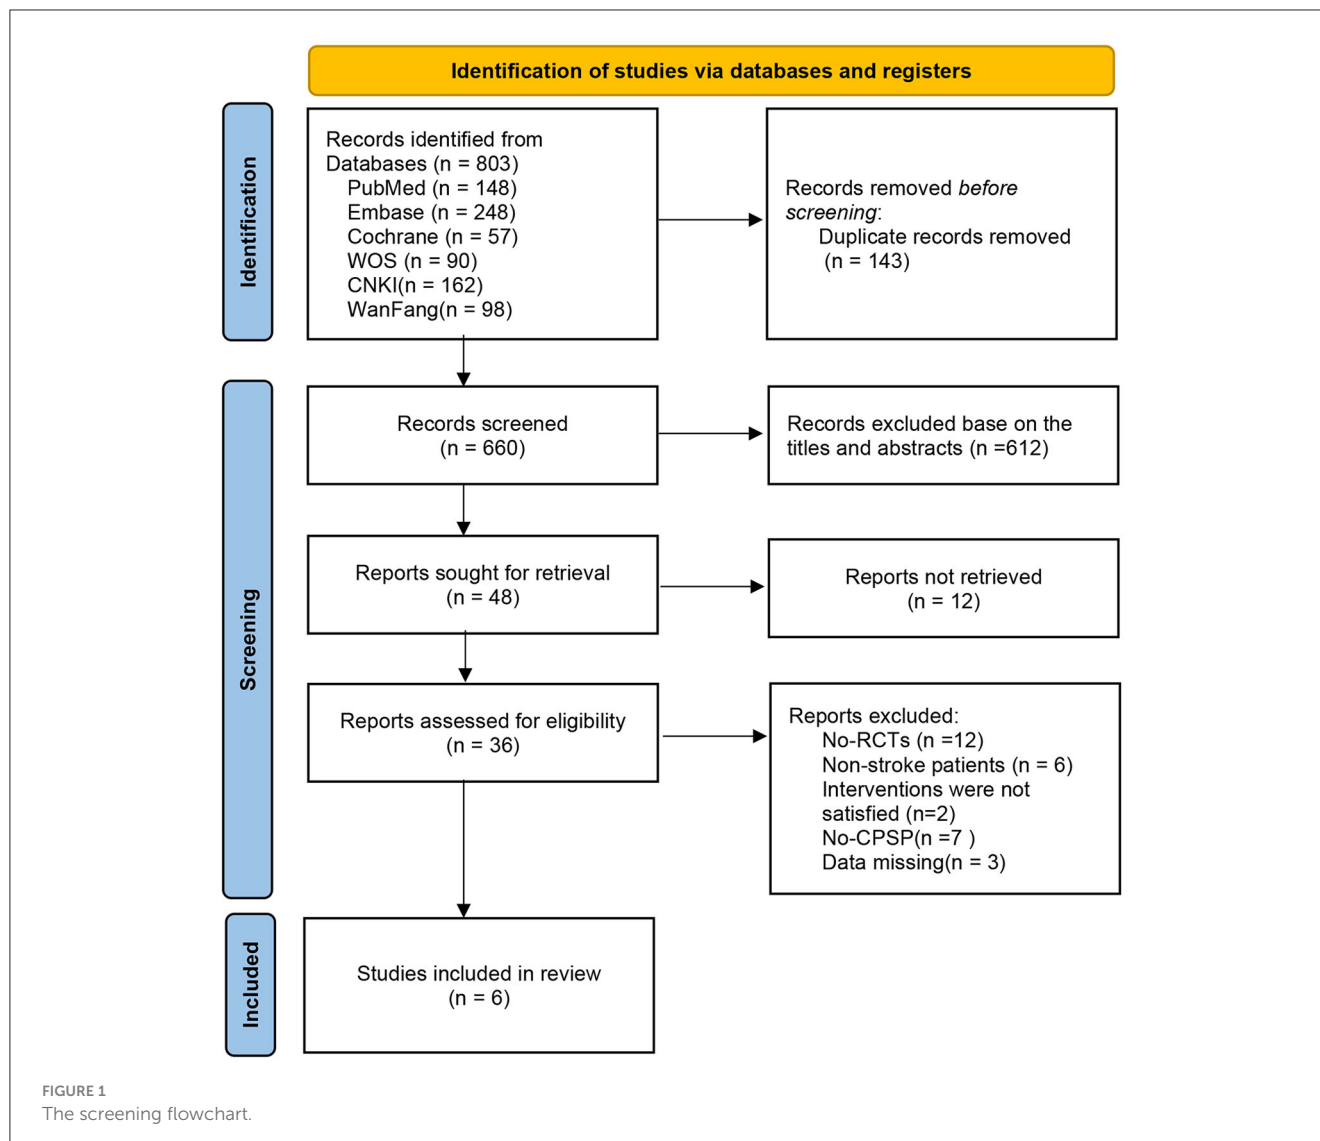 Identification of studies via databases and registers
Identification
Records identified from
Databases (n = 803)
PubMed (n = 148)
Embase (n = 248)
Cochrane (n = 57)
WOS (n = 90)
CNKI(n = 162)
WanFang(n = 98)
Records removed before
screening:
Duplicate records removed
(n = 143)
Screening
Records screened
(n = 660)
Records excluded base on the
titles and abstracts (n =612)
Reports sought for retrieval
(n = 48)
Reports not retrieved
(n = 12)
Reports assessed for eligibility
(n = 36)
Reports excluded:
No-RCTs (n =12)
Non-stroke patients (n = 6)
Interventions were not
satisfied (n=2)
No-CPSP(n =7 )
Data missing(n = 3)
Included
Studies included in review
(n = 6)
FIGURE 1
The screening flowchart.